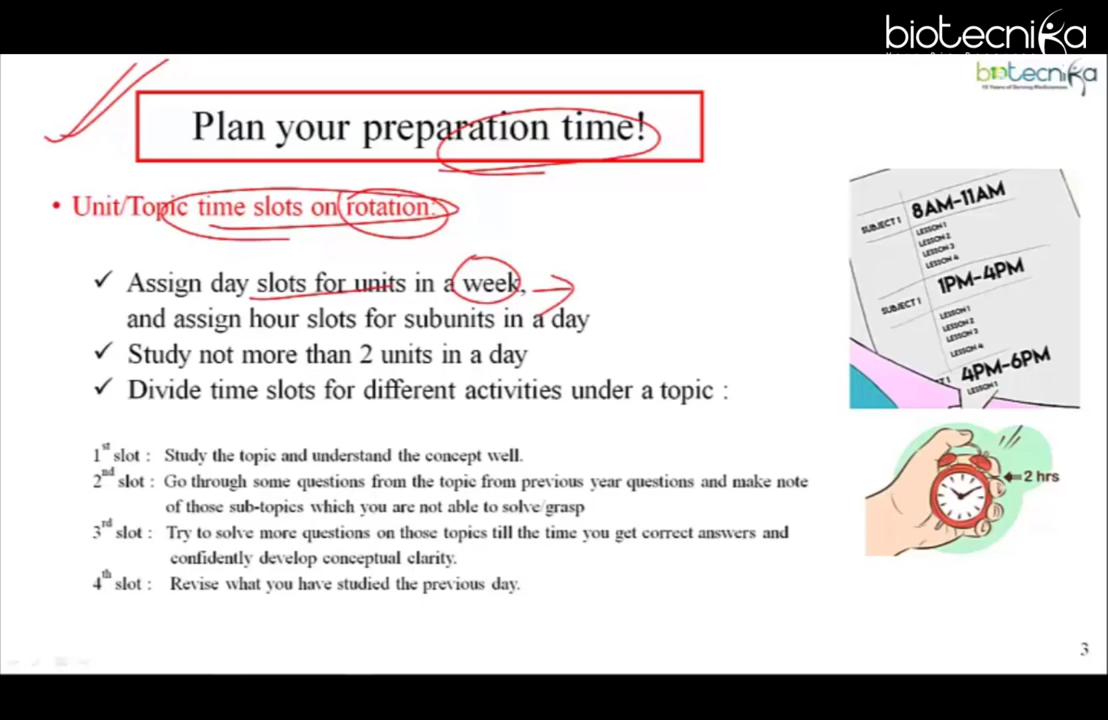 biotecnika
biotecnika
Plan your preparation time!
• Unit/Topic time slots on rotation:
✓ Assign day slots for units in a week,
and assign hour slots for subunits in a day
✓ Study not more than 2 units in a day
✓ Divide time slots for different activities under a topic :
1st slot : Study the topic and understand the concept well.
2nd slot : Go through some questions from the topic from previous year questions and make note
of those sub-topics which you are not able to solve/grasp
3rd slot : Try to solve more questions on those topics till the time you get correct answers and
confidently develop conceptual clarity.
4th slot : Revise what you have studied the previous day.
SUBJECT 1 8AM-11AM
LESSON 1
LESSON 2
LESSON 3
LESSON 4
SUBJECT 1 1PM-4PM
LESSON 1
LESSON 2
LESSON 3
LESSON 4
4PM-6PM
LESSON 1
2 hrs
3